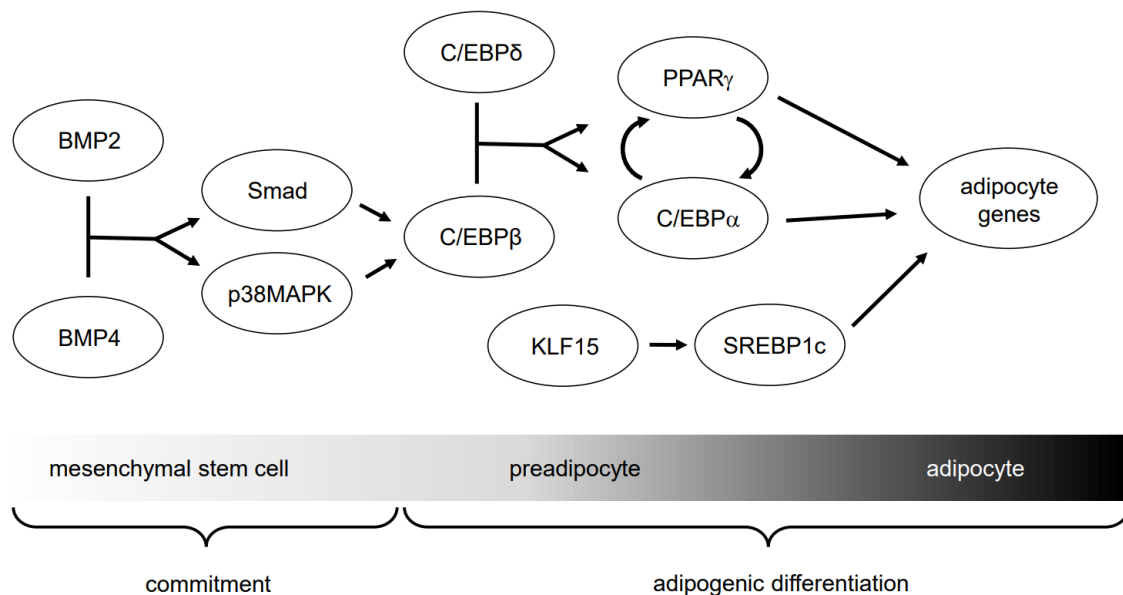 C/EBPδ
PPARγ
BMP2
Smad
adipocyte
genes
C/EBPα
C/EBPβ
p38MAPK
BMP4
KLF15
SREBP1c
mesenchymal stem cell
preadipocyte
adipocyte
commitment
adipogenic differentiation